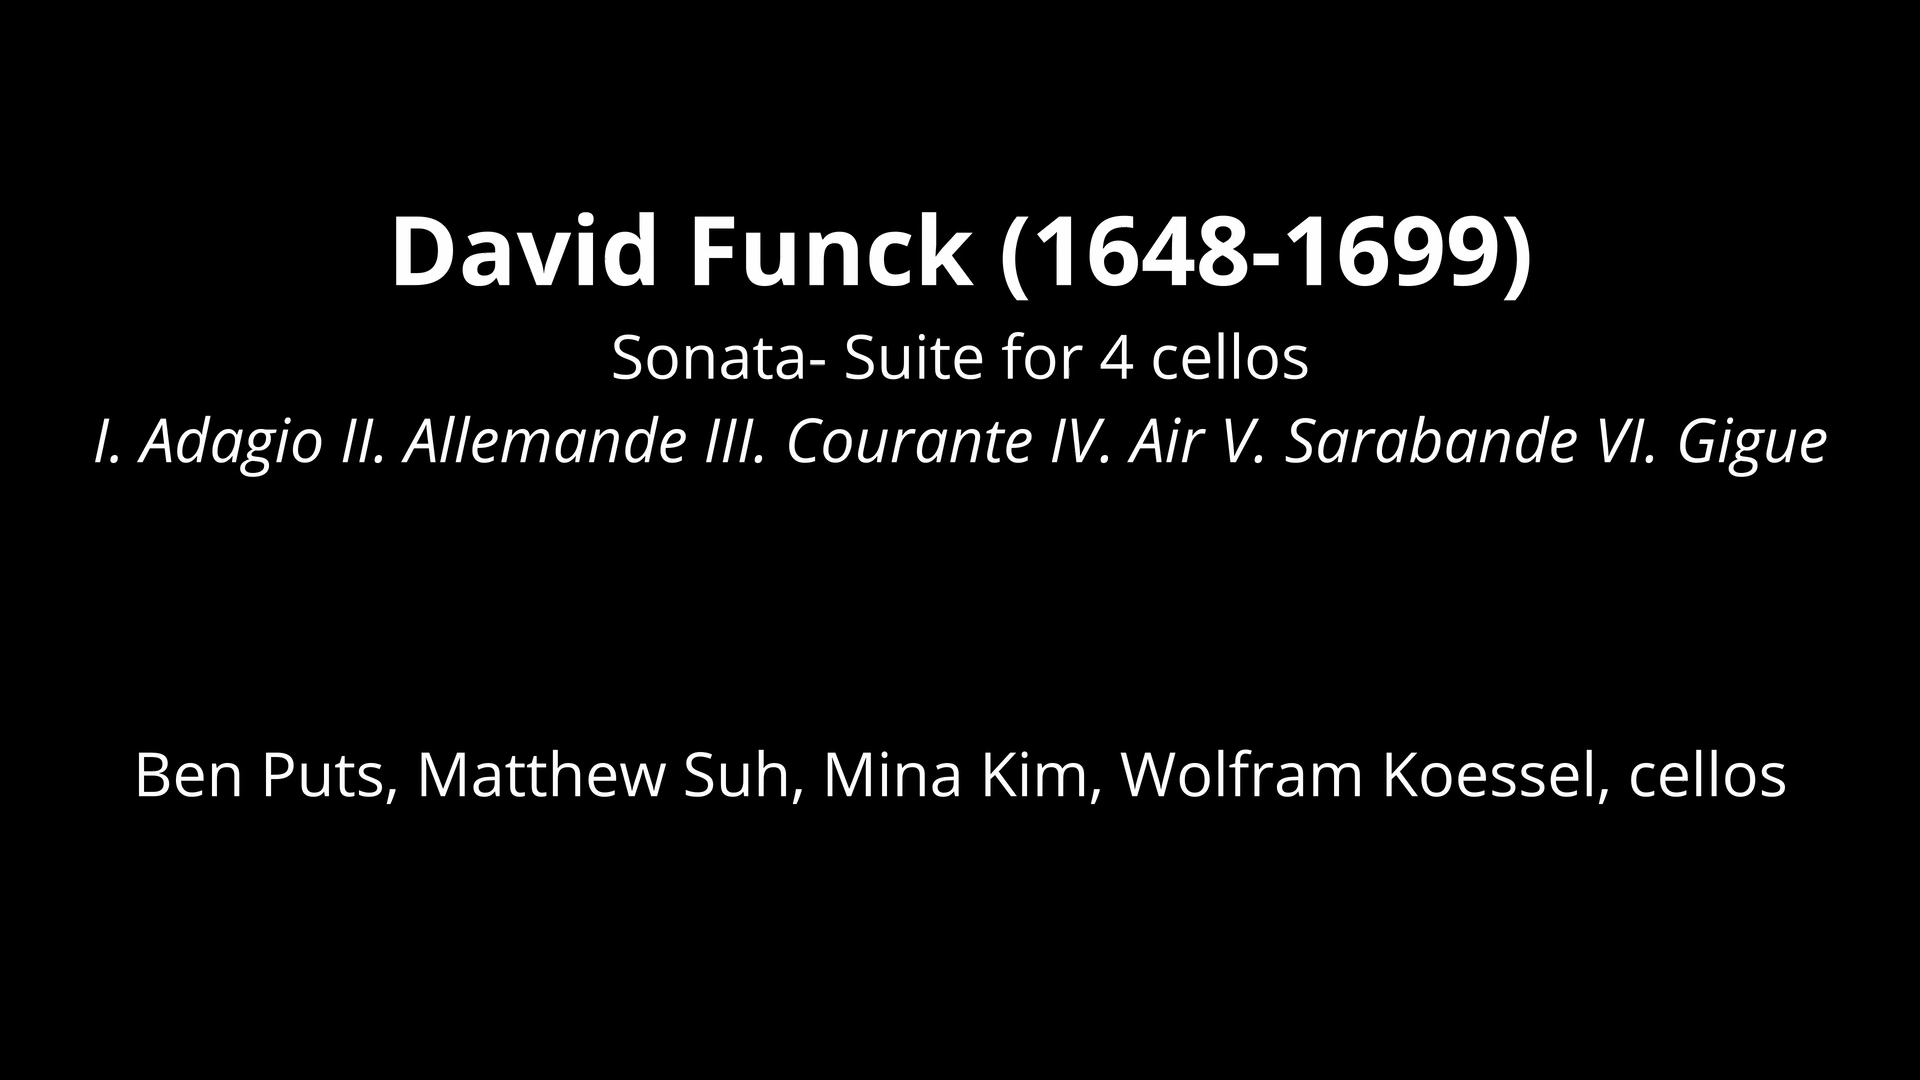 David Funck (1648-1699)
Sonata- Suite for 4 cellos
I. Adagio II. Allemande III. Courante IV. Air V. Sarabande VI. Gigue
Ben Puts, Matthew Suh, Mina Kim, Wolfram Koessel, cellos